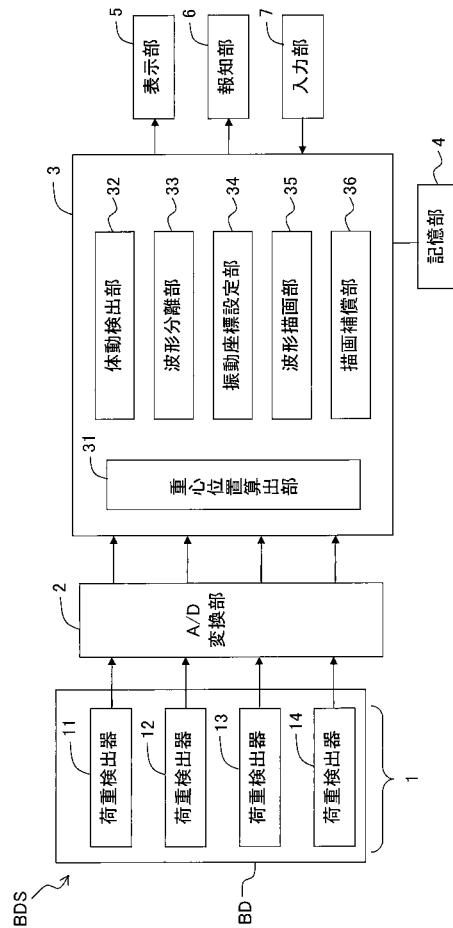 BDS
BD
1
11
荷重検出器
12
荷重検出器
13
荷重検出器
14
荷重検出器
2
A/D
変換部
3
31
重心位置算出部
32
体動検出部
33
波形分離部
34
振動座標設定部
35
波形描画部
36
描画補償部
4
記憶部
5
表示部
6
報知部
7
入力部